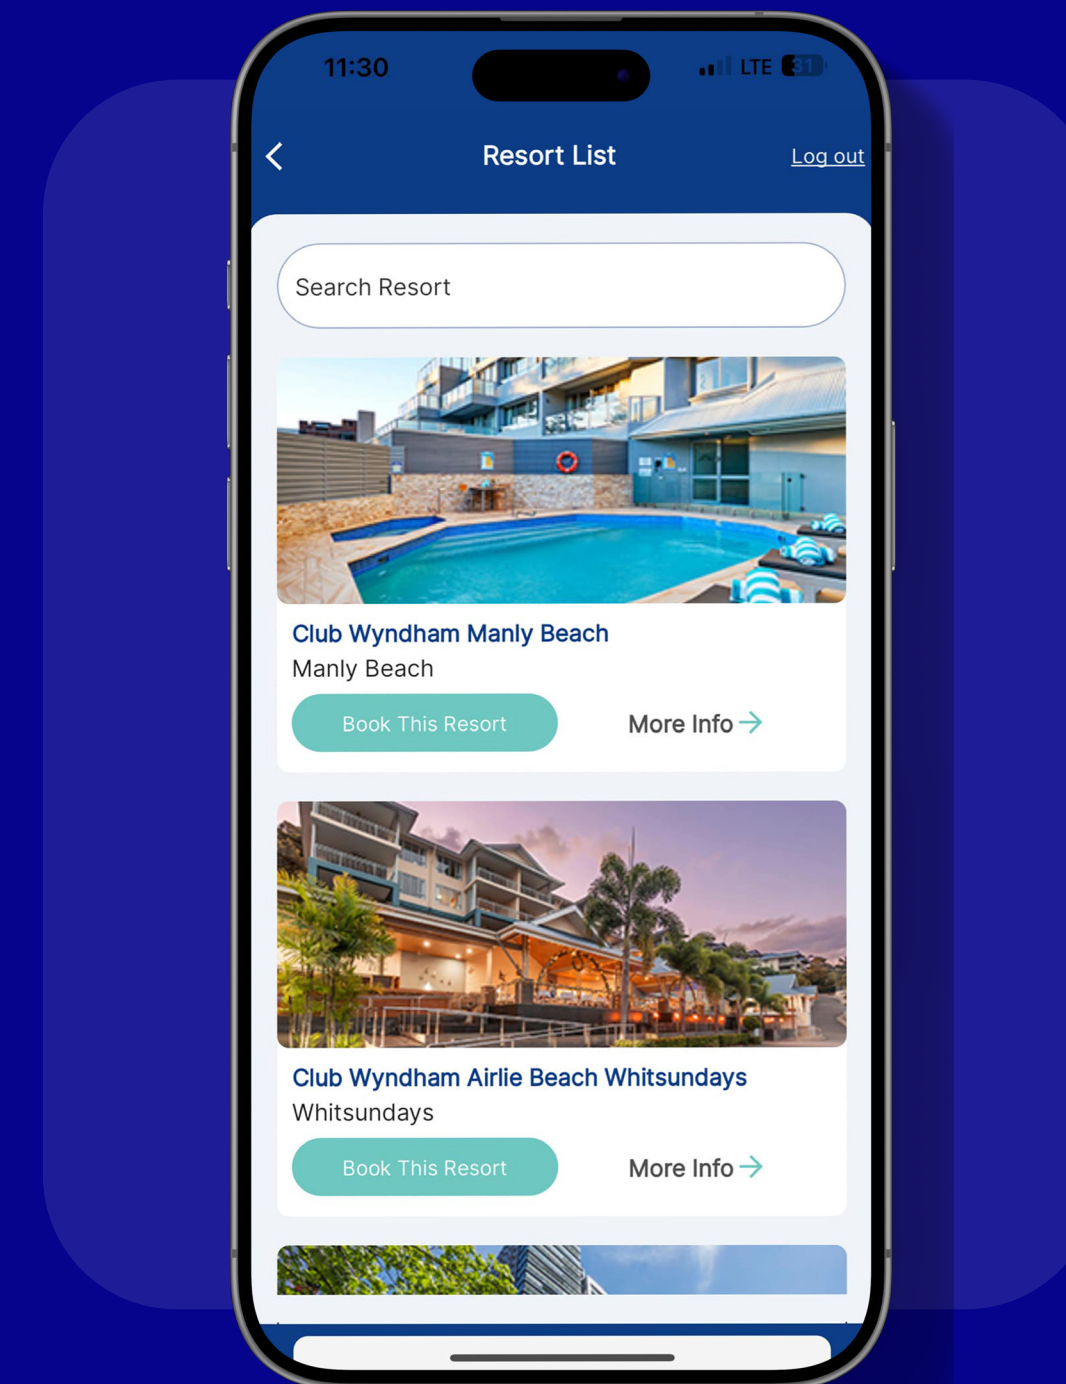 11:30
LTE 31
Resort List
Log out
Search Resort
Club Wyndham Manly Beach
Manly Beach
Book This Resort
More Info
Club Wyndham Airlie Beach Whitsundays
Whitsundays
Book This Resort
More Info